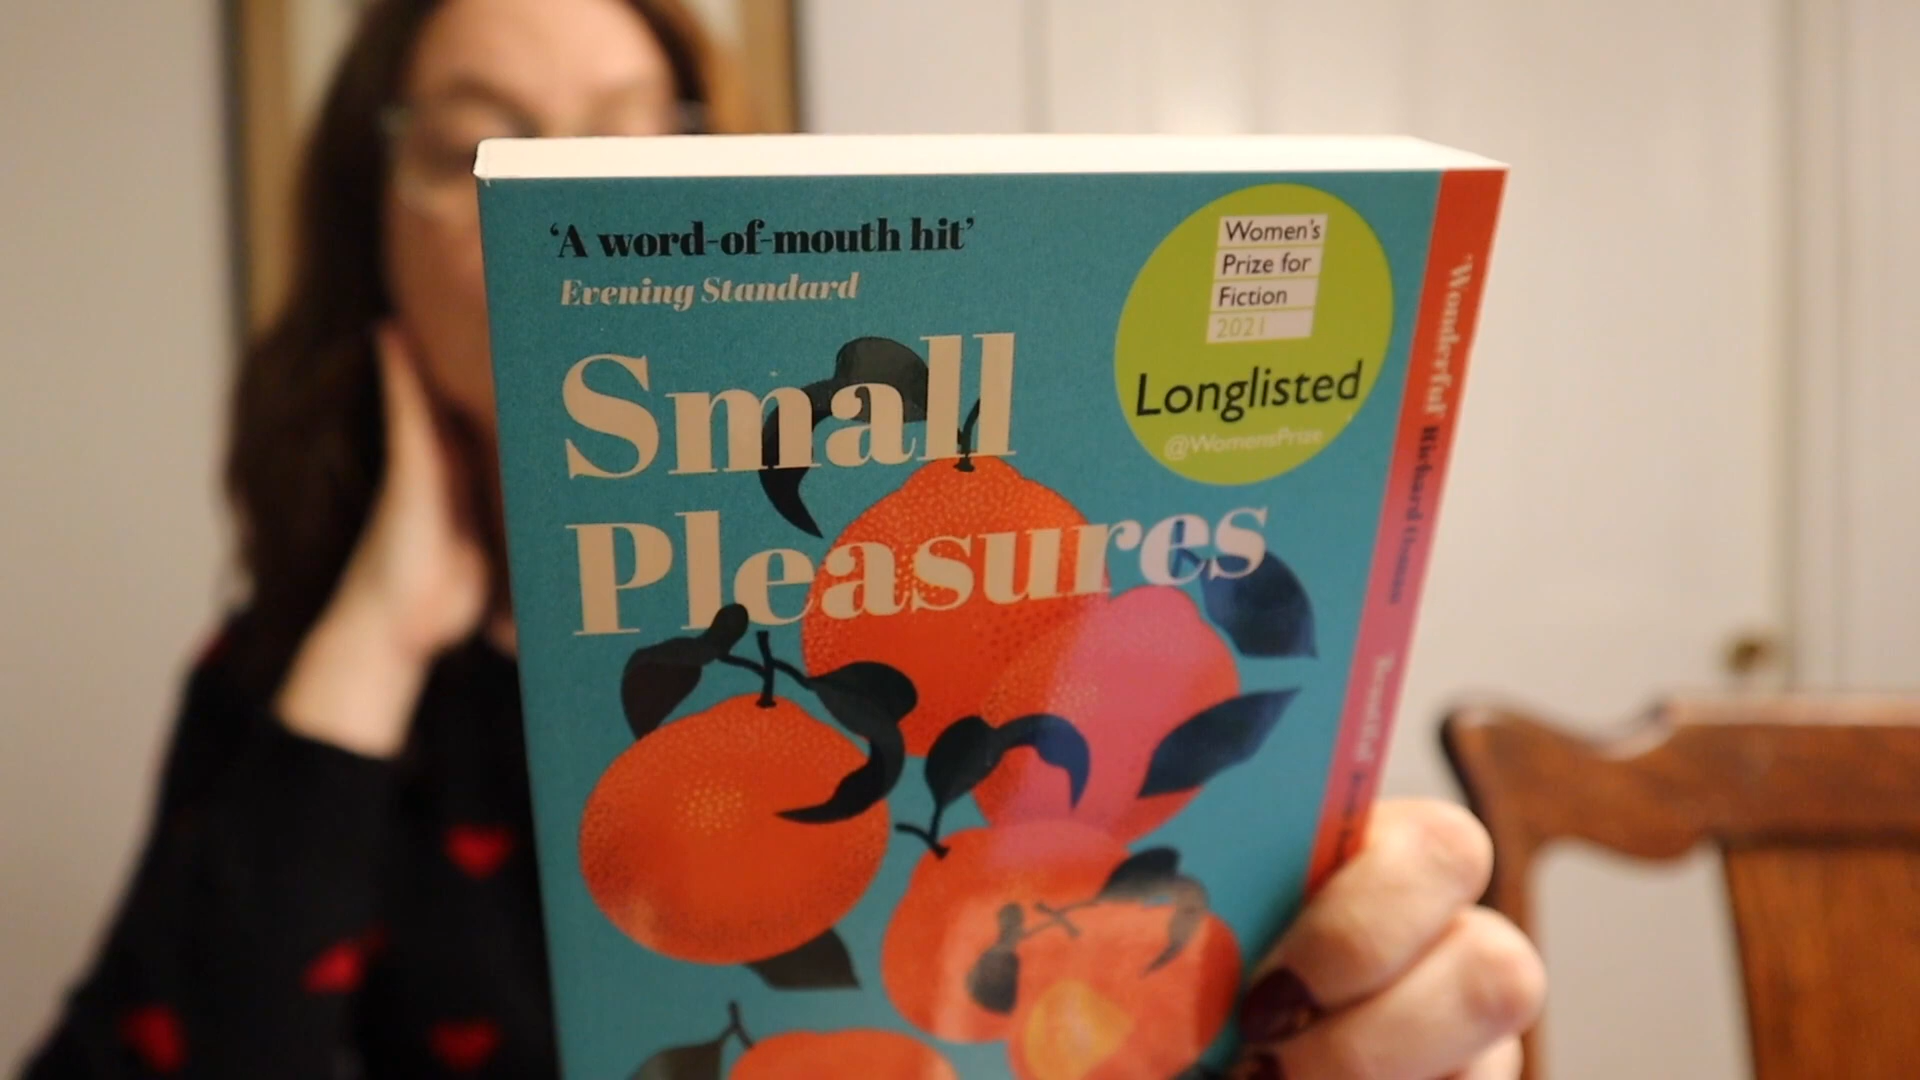 ‘A word-of-mouth hit’
Evening Standard
Small
Pleasures
Women's
Prize for
Fiction
2021
Longlisted
@WomensPrize
‘Wonderful’ Richard Osman